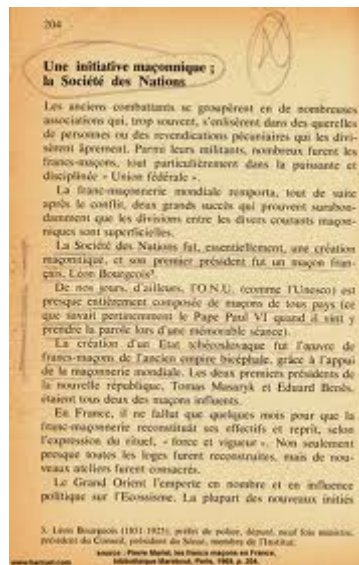 204
Une initiative maçonnique ;
la Société des Nations
Les anciens combattants se groupèrent en de nombreuses
associations qui, trop souvent, s'enlisèrent dans des querelles
de personnes ou des revendications pécuniaires qui les divi-
sèrent âprement. Parmi leurs militants, nombreux furent les
francs-maçons, tout particulièrement dans la puissante et
disciplinée « Union fédérale ».
La franc-maçonnerie mondiale remporta, tout de suite
après le conflit, deux grands succès qui prouvent surabon-
damment que les divisions entre les divers courants maçon-
niques sont superficielles.
La Société des Nations fut, essentiellement, une création
maçonnique, et son premier président fut un maçon fran-
çais, Léon Bourgeois³.
De nos jours, d'ailleurs, l'O.N.U. (comme l'Unesco) est
presque entièrement composée de maçons de tous pays (ce
que savait pertinemment le Pape Paul VI quand il vint y
prendre la parole lors d'une mémorable séance).
La création d'un Etat tchécoslovaque fut l'œuvre de
francs-maçons de l'ancien empire bicéphale, grâce à l'appui
de la maçonnerie mondiale. Les deux premiers présidents de
la nouvelle république, Tomas Masaryk et Eduard Benès,
étaient tous deux des maçons influents.
En France, il ne fallut que quelques mois pour que la
franc-maçonnerie reconstituât ses effectifs et reprit, selon
l'expression du rituel, « force et vigueur ». Non seulement
presque toutes les loges furent reconstruites, mais de nou-
veaux ateliers furent consacrés.
Le Grand Orient l'emporte en nombre et en influence
politique sur l'Ecossisme. La plupart des nouveaux initiés
3. Léon Bourgeois (1851-1925), préfet de police, député, neuf fois ministre,
président du Conseil, président du Sénat, membre de l'Institut.
source : Pierre Mariel, les francs maçons en France,
bibliothèque Marabout, Paris, 1969, p. 204.